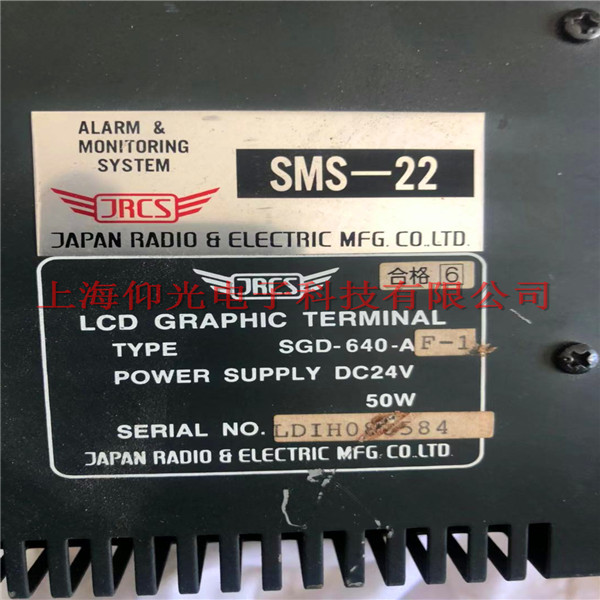 ALARM &
MONITORING
SYSTEM
SMS-22
JRCS
JAPAN RADIO & ELECTRIC MFG. CO.,LTD.
JRCS
合格 6
上海仰光电子科技有限公司
LCD GRAPHIC TERMINAL
TYPE SGD-640-A F-1
POWER SUPPLY DC24V
50W
SERIAL NO.
JAPAN RADIO & ELECTRIC MFG. CO.,LTD.